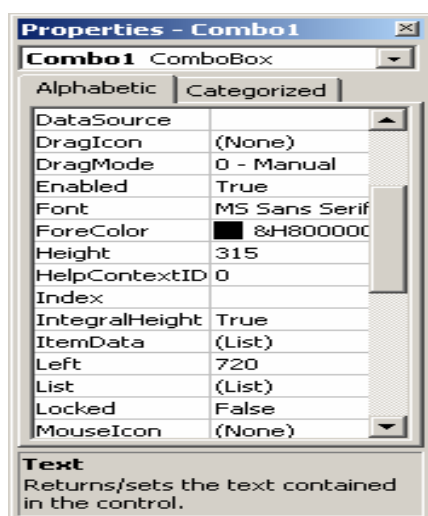 Properties - Combo1
Combo1 ComboBox
Alphabetic Categorized
DataSource
DragIcon (None)
DragMode 0 - Manual
Enabled True
Font MS Sans Serif
ForeColor &H800000
Height 315
HelpContextID 0
Index
IntegralHeight True
ItemData (List)
Left 720
List (List)
Locked False
MouseIcon (None)
Text
Returns/sets the text contained
in the control.